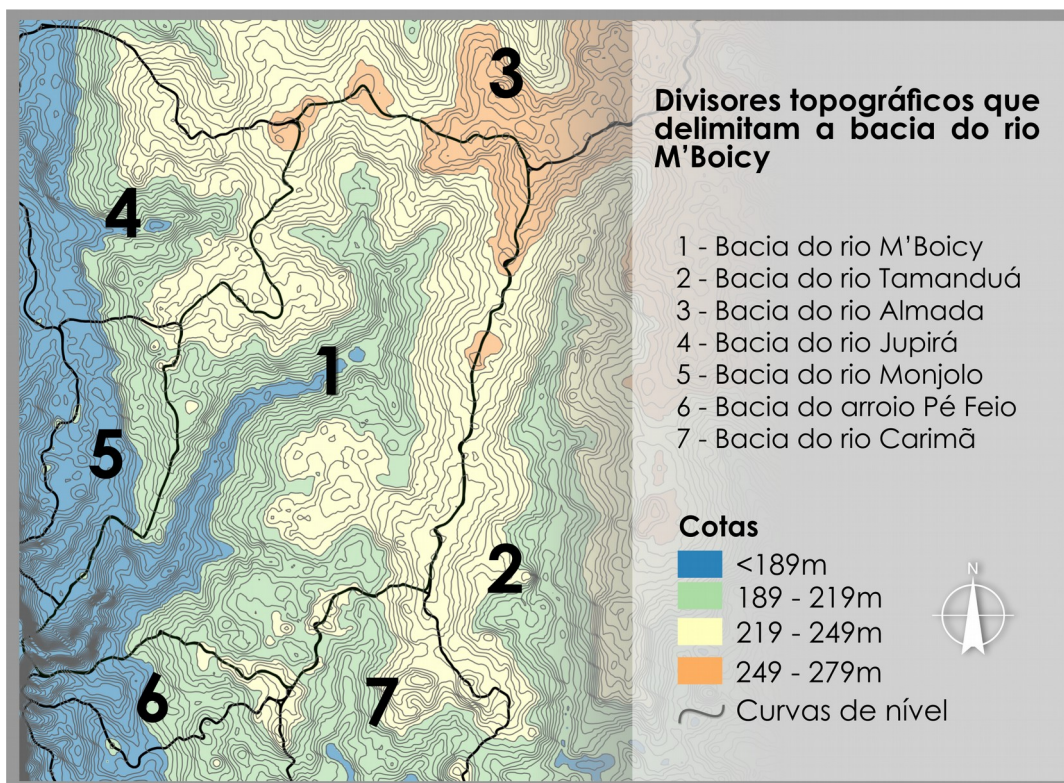 3
Divisores topográficos que
delimitam a bacia do rio
M'Boicy
4
1 - Bacia do rio M'Boicy
2 - Bacia do rio Tamanduá
3 - Bacia do rio Almada
4 - Bacia do rio Jupirá
5 - Bacia do rio Monjolo
6 - Bacia do arroio Pé Feio
7 - Bacia do rio Carimã
1
5
Cotas
<189m
189 - 219m
219 - 249m
249 - 279m
Curvas de nível
N
2
6
7